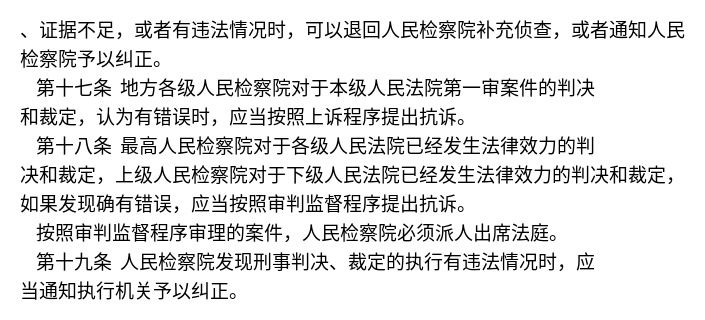 、证据不足，或者有违法情况时，可以退回人民检察院补充侦查，或者通知人民
检察院予以纠正。
第十七条 地方各级人民检察院对于本级人民法院第一审案件的判决
和裁定，认为有错误时，应当按照上诉程序提出抗诉。
第十八条 最高人民检察院对于各级人民法院已经发生法律效力的判
决和裁定，上级人民检察院对于下级人民法院已经发生法律效力的判决和裁定，
如果发现确有错误，应当按照审判监督程序提出抗诉。
按照审判监督程序审理的案件，人民检察院必须派人出席法庭。
第十九条 人民检察院发现刑事判决、裁定的执行有违法情况时，应
当通知执行机关予以纠正。